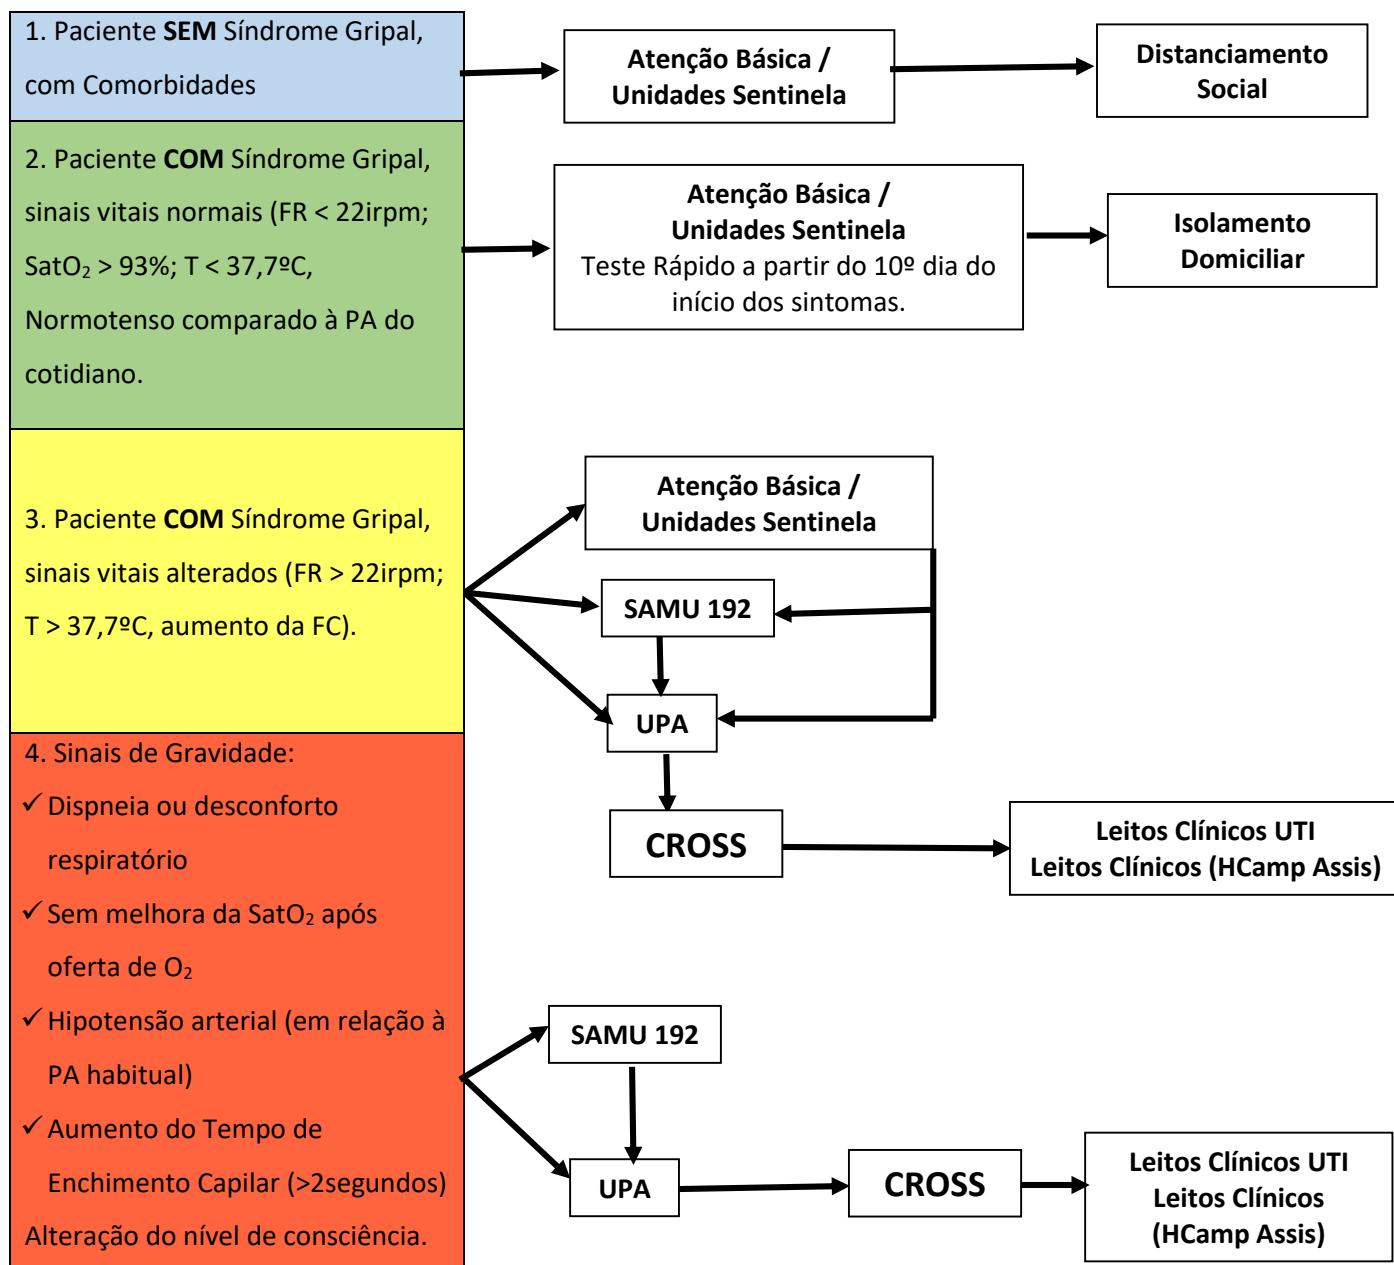 1. Paciente SEM Síndrome Gripal,
com Comorbidades
Atenção Básica /
Unidades Sentinela
Distanciamento
Social
2. Paciente COM Síndrome Gripal,
sinais vitais normais (FR < 22irpm;
SatO₂ > 93%; T < 37,7ºC,
Normotenso comparado à PA do
cotidiano.
Atenção Básica /
Unidades Sentinela
Teste Rápido a partir do 10º dia do
início dos sintomas.
Isolamento
Domiciliar
3. Paciente COM Síndrome Gripal,
sinais vitais alterados (FR > 22irpm;
T > 37,7ºC, aumento da FC).
Atenção Básica /
Unidades Sentinela
SAMU 192
UPA
CROSS
Leitos Clínicos UTI
Leitos Clínicos (HCamp Assis)
4. Sinais de Gravidade:
✓ Dispneia ou desconforto
respiratório
✓ Sem melhora da SatO₂ após
oferta de O₂
✓ Hipotensão arterial (em relação à
PA habitual)
✓ Aumento do Tempo de
Enchimento Capilar (>2segundos)
Alteração do nível de consciência.
SAMU 192
UPA
CROSS
Leitos Clínicos UTI
Leitos Clínicos
(HCamp Assis)